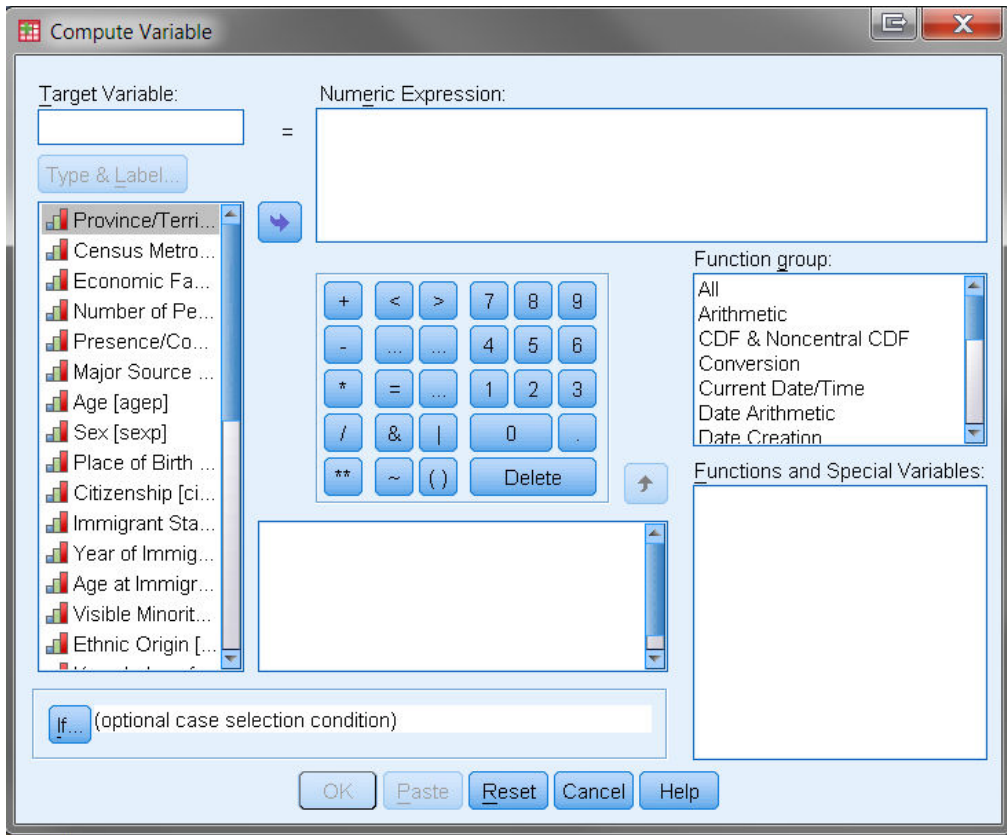 Compute Variable
Target Variable:
Numeric Expression:
=
Type & Label...
Province/Terri...
Census Metro...
Economic Fa...
Number of Pe...
Presence/Co...
Major Source ...
Age [agep]
Sex [sexp]
Place of Birth ...
Citizenship [ci...
Immigrant Sta...
Year of Immig...
Age at Immigr...
Visible Minorit...
Ethnic Origin [...
+ < > 7 8 9
- ... ... 4 5 6
* = ... 1 2 3
/ & | 0 .
** ~ ( ) Delete
Function group:
All
Arithmetic
CDF & Noncentral CDF
Conversion
Current Date/Time
Date Arithmetic
Date Creation
Functions and Special Variables:
If... (optional case selection condition)
OK Paste Reset Cancel Help